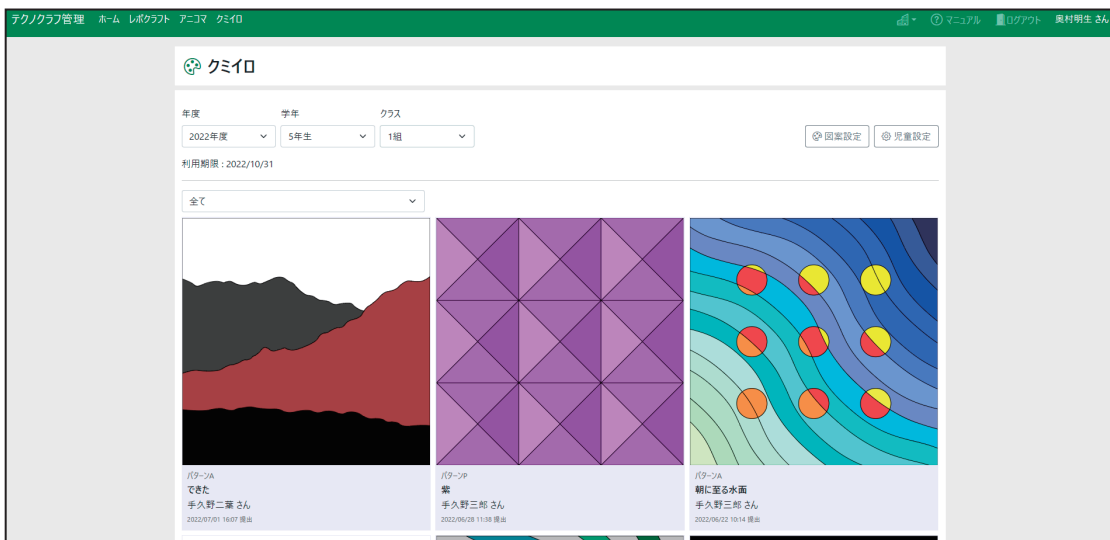 テクノクラフ管理 ホーム レポクラフト アニコマ クミイロ マニュアル ログアウト 奥村明生 さん
クミイロ
年度 学年 クラス
2022年度 5年生 1組 図案設定 児童設定
利用期限 : 2022/10/31
全て
パターンA
できた
手久野二葉 さん
2022/07/01 16:07 提出
パターンP
紫
手久野三郎 さん
2022/06/28 11:38 提出
パターンA
朝に至る水面
手久野三郎 さん
2022/06/22 10:14 提出